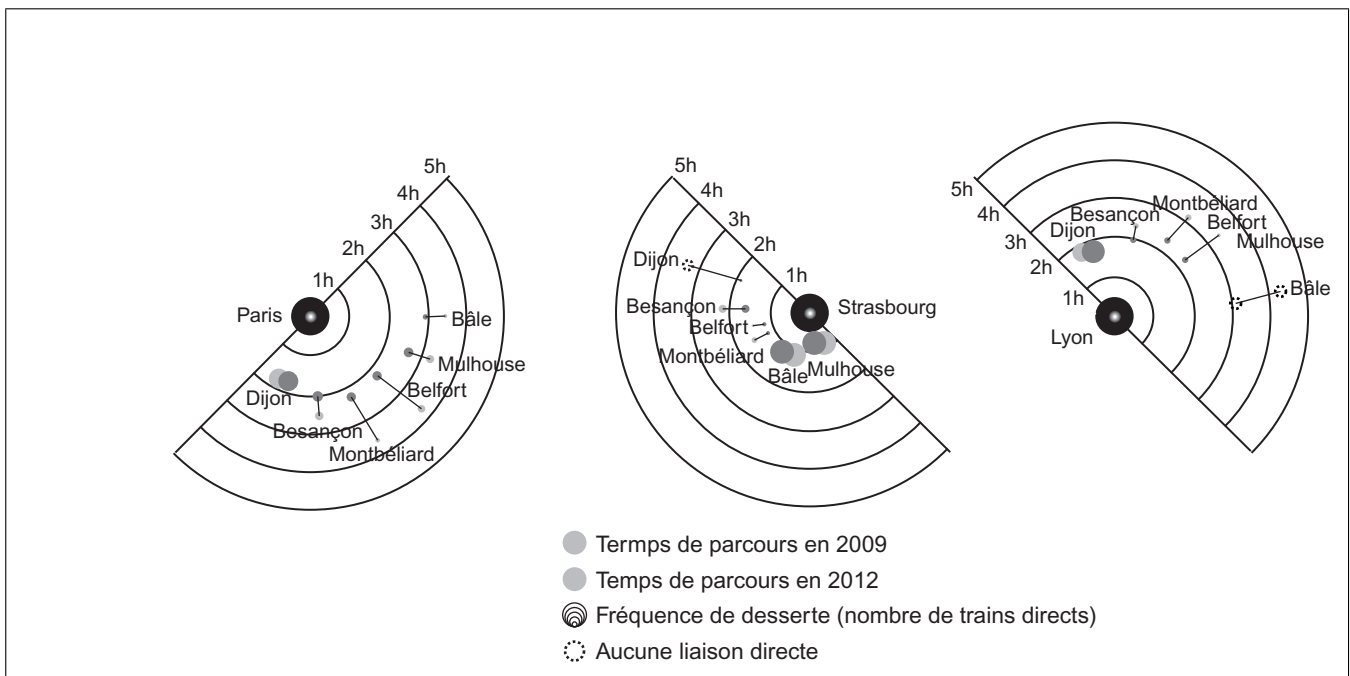 5h
4h
3h
2h
1h
Paris
Bâle
Mulhouse
Belfort
Dijon
Besançon
Montbéliard
5h
4h
3h
2h
1h
Dijon
Besançon
Strasbourg
Belfort
Montbéliard
Bâle
Mulhouse
5h
4h
3h
2h
1h
Montbéliard
Besançon
Belfort
Dijon
Mulhouse
Bâle
Lyon
Termps de parcours en 2009
Temps de parcours en 2012
Fréquence de desserte (nombre de trains directs)
Aucune liaison directe